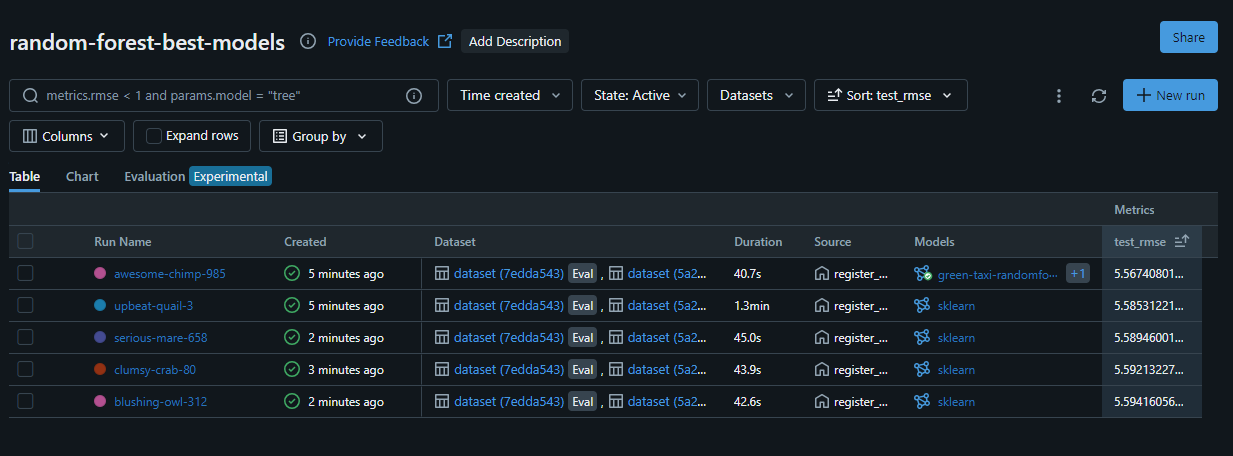 random-forest-best-models Provide Feedback Add Description Share
metrics.rmse < 1 and params.model = "tree" Time created State: Active Datasets Sort: test_rmse New run
Columns Expand rows Group by
Table Chart Evaluation Experimental
Metrics
Run Name Created Dataset Duration Source Models test_rmse
awesome-chimp-985 5 minutes ago dataset (7edda543) Eval , dataset (5a2... 40.7s register_... green-taxi-randomfo... +1 5.56740801...
upbeat-quail-3 5 minutes ago dataset (7edda543) Eval , dataset (5a2... 1.3min register_... sklearn 5.58531221...
serious-mare-658 2 minutes ago dataset (7edda543) Eval , dataset (5a2... 45.0s register_... sklearn 5.58946001...
clumsy-crab-80 3 minutes ago dataset (7edda543) Eval , dataset (5a2... 43.9s register_... sklearn 5.59213227...
blushing-owl-312 2 minutes ago dataset (7edda543) Eval , dataset (5a2... 42.6s register_... sklearn 5.59416056...